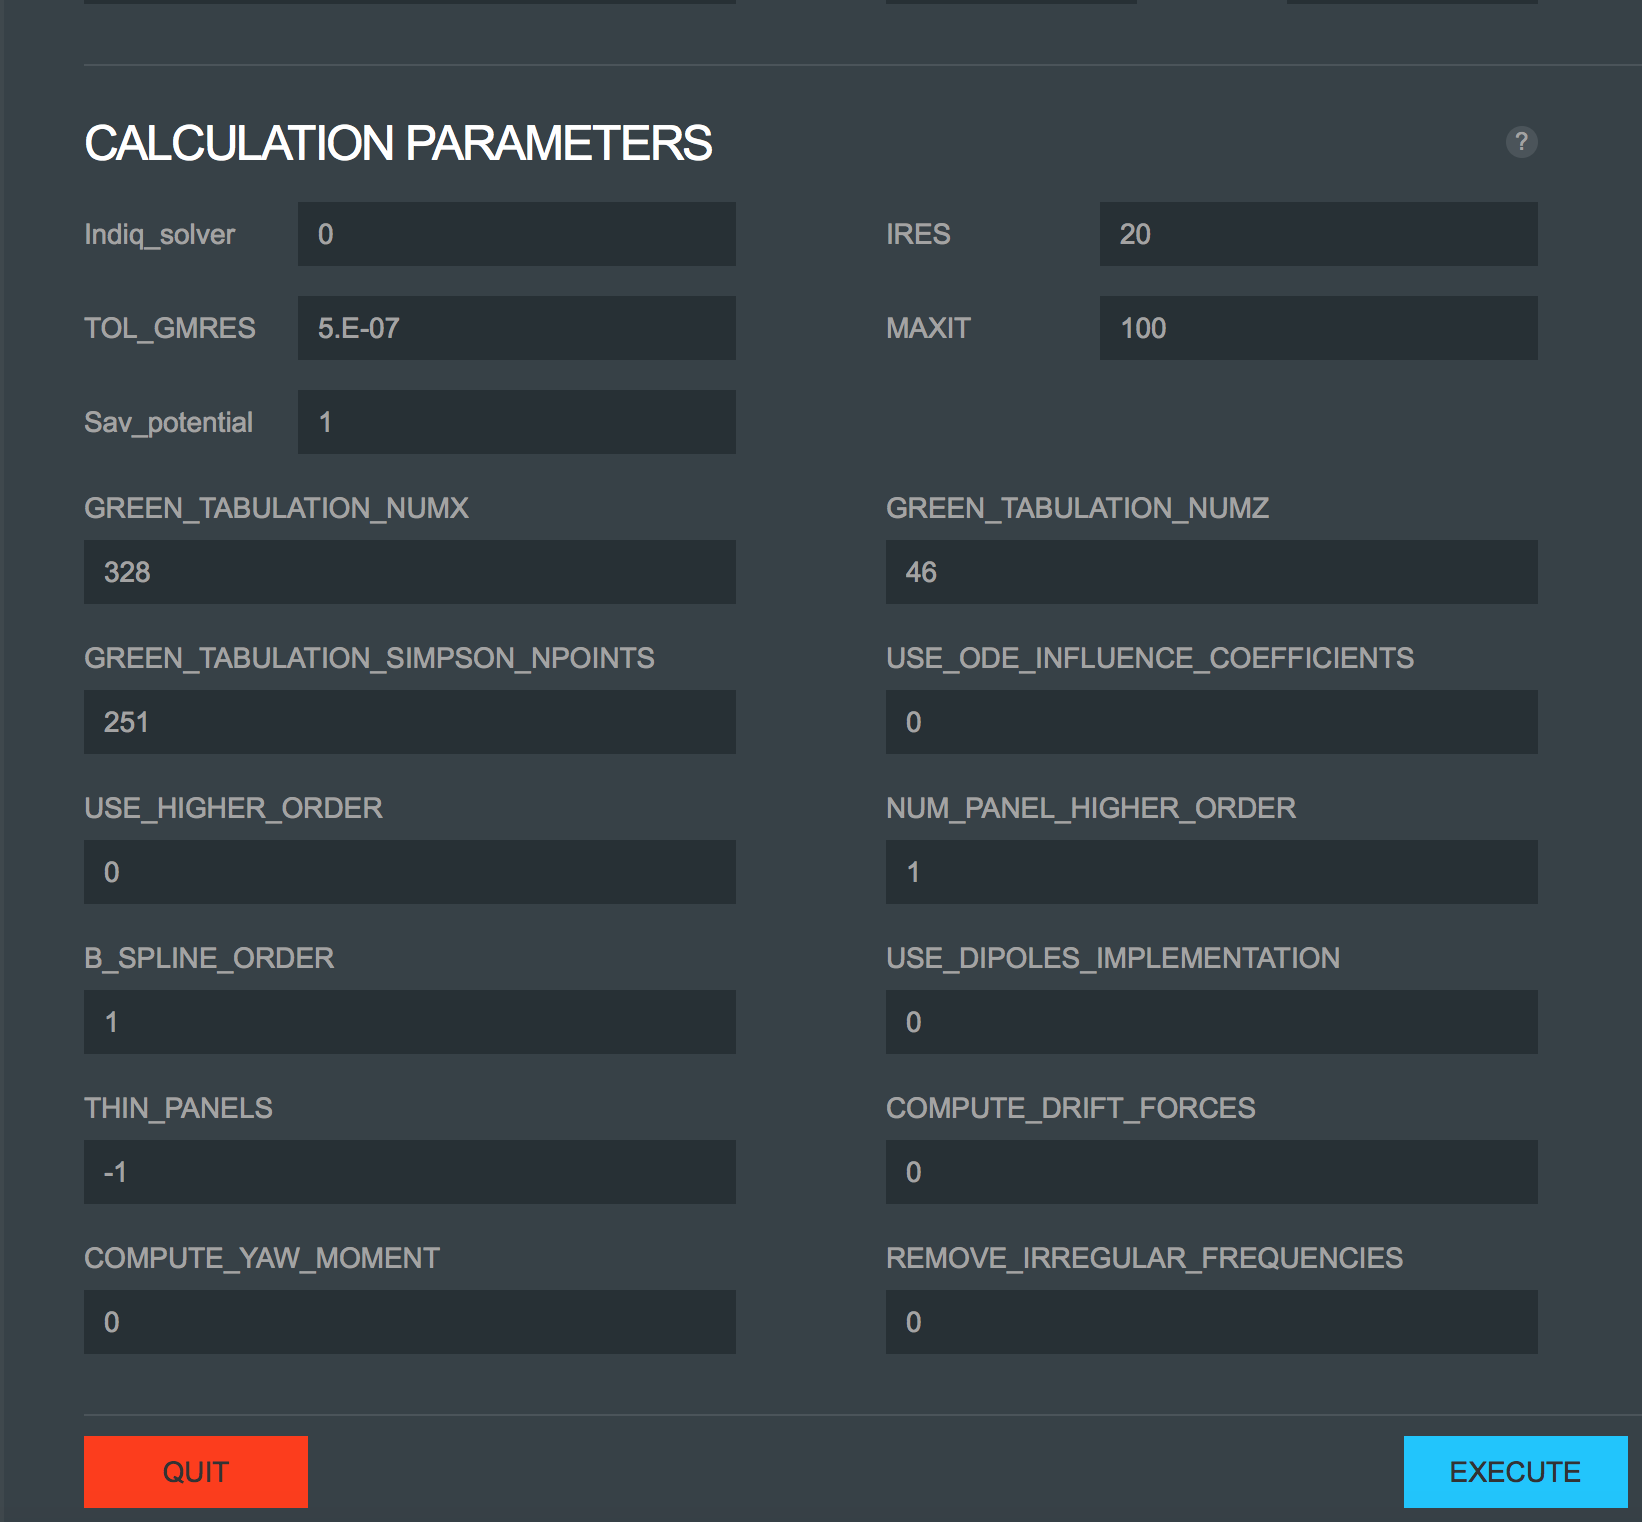 CALCULATION PARAMETERS ?
Indiq_solver 0 IRES 20
TOL_GMRES 5.E-07 MAXIT 100
Sav_potential 1
GREEN_TABULATION_NUMX GREEN_TABULATION_NUMZ
328 46
GREEN_TABULATION_SIMPSON_NPOINTS USE_ODE_INFLUENCE_COEFFICIENTS
251 0
USE_HIGHER_ORDER NUM_PANEL_HIGHER_ORDER
0 1
B_SPLINE_ORDER USE_DIPOLES_IMPLEMENTATION
1 0
THIN_PANELS COMPUTE_DRIFT_FORCES
-1 0
COMPUTE_YAW_MOMENT REMOVE_IRREGULAR_FREQUENCIES
0 0
QUIT EXECUTE